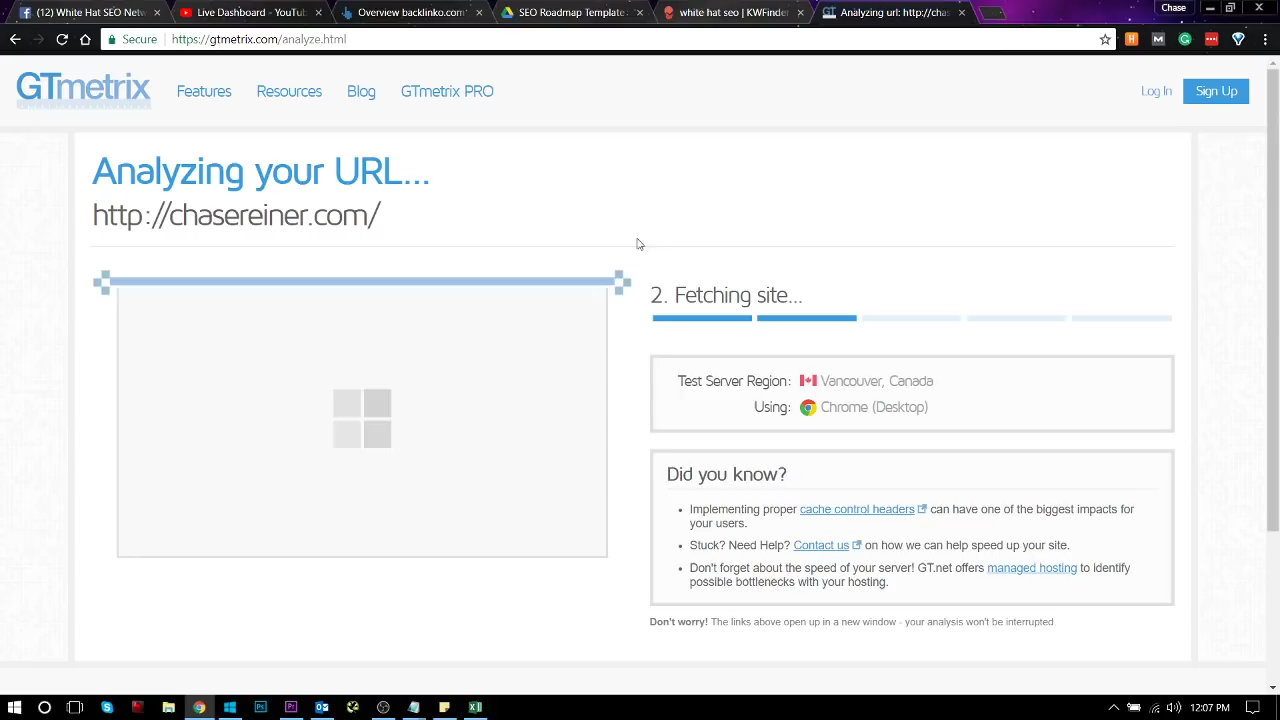 What is SEO Networ
Live Dashboard - YouTub
Overview backlinko.com
SEO Roadmap Template
white hat seo | KWFinder
Analyzing url: http://chas
Chase
Secure
https://gtmetrix.com/analyze.html
GTmetrix
Features
Resources
Blog
GTmetrix PRO
Log In
Sign Up
Analyzing your URL...
http://chasereiner.com/
2. Fetching site...
Test Server Region: Vancouver, Canada
Using: Chrome (Desktop)
Did you know?
Implementing proper cache control headers can have one of the biggest impacts for
your users.
Stuck? Need Help? Contact us on how we can help speed up your site.
Don't forget about the speed of your server! GT.net offers managed hosting to identify
possible bottlenecks with your hosting.
Don't worry! The links above open up in a new window - your analysis won't be interrupted
12:07 PM